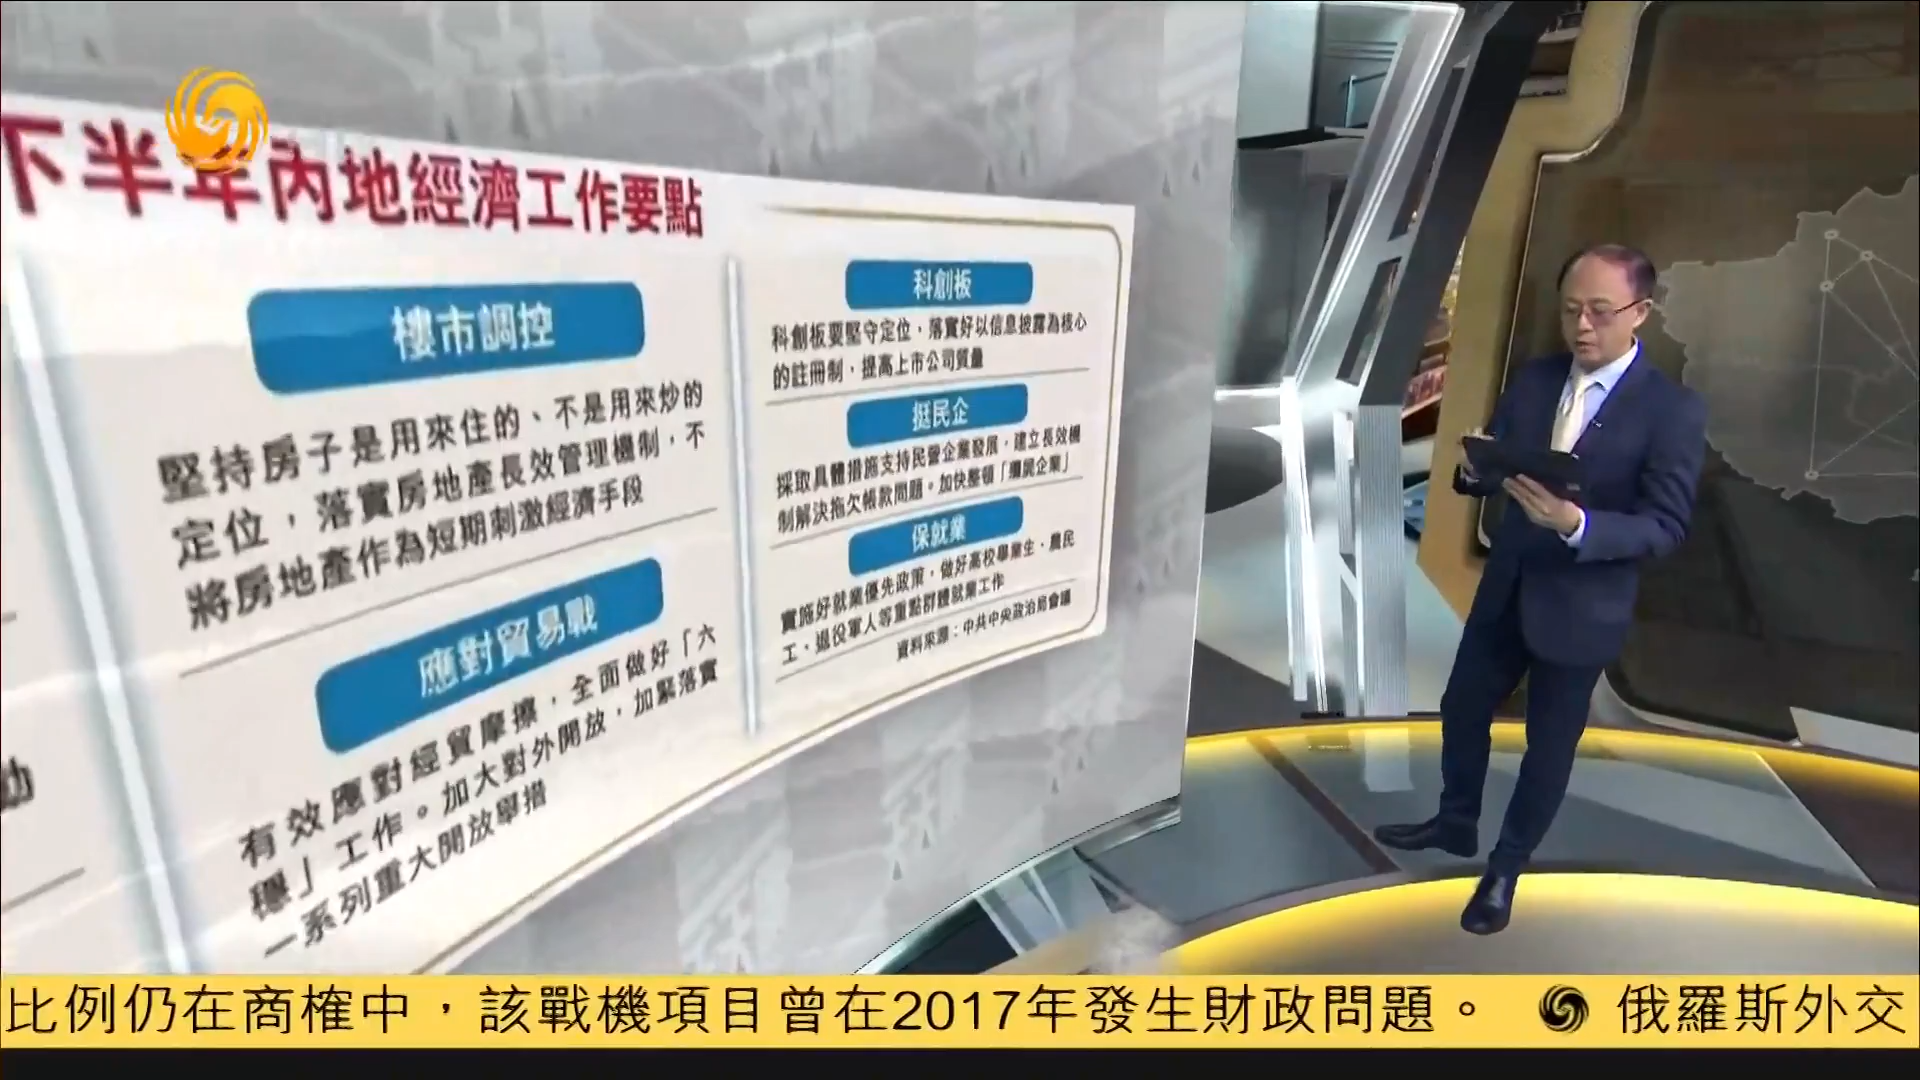 下半年內地經濟工作要點
樓市調控
堅持房子是用來住的、不是用來炒的
定位，落實房地產長效管理機制，不
將房地產作為短期刺激經濟手段
應對貿易戰
有效應對經貿摩擦，全面做好「六
穩」工作。加大對外開放，加緊落實
一系列重大開放舉措
科創板
科創板要堅守定位，落實好以信息披露為核心
的註冊制，提高上市公司質量
挺民企
採取具體措施支持民營企業發展，建立長效機
制解決拖欠帳款問題。加快整頓「殭屍企業」
保就業
實施好就業優先政策，做好高校畢業生、農民
工、退役軍人等重點群體就業工作
資料來源：中共中央政治局會議
比例仍在商榷中，該戰機項目曾在2017年發生財政問題。 俄羅斯外交